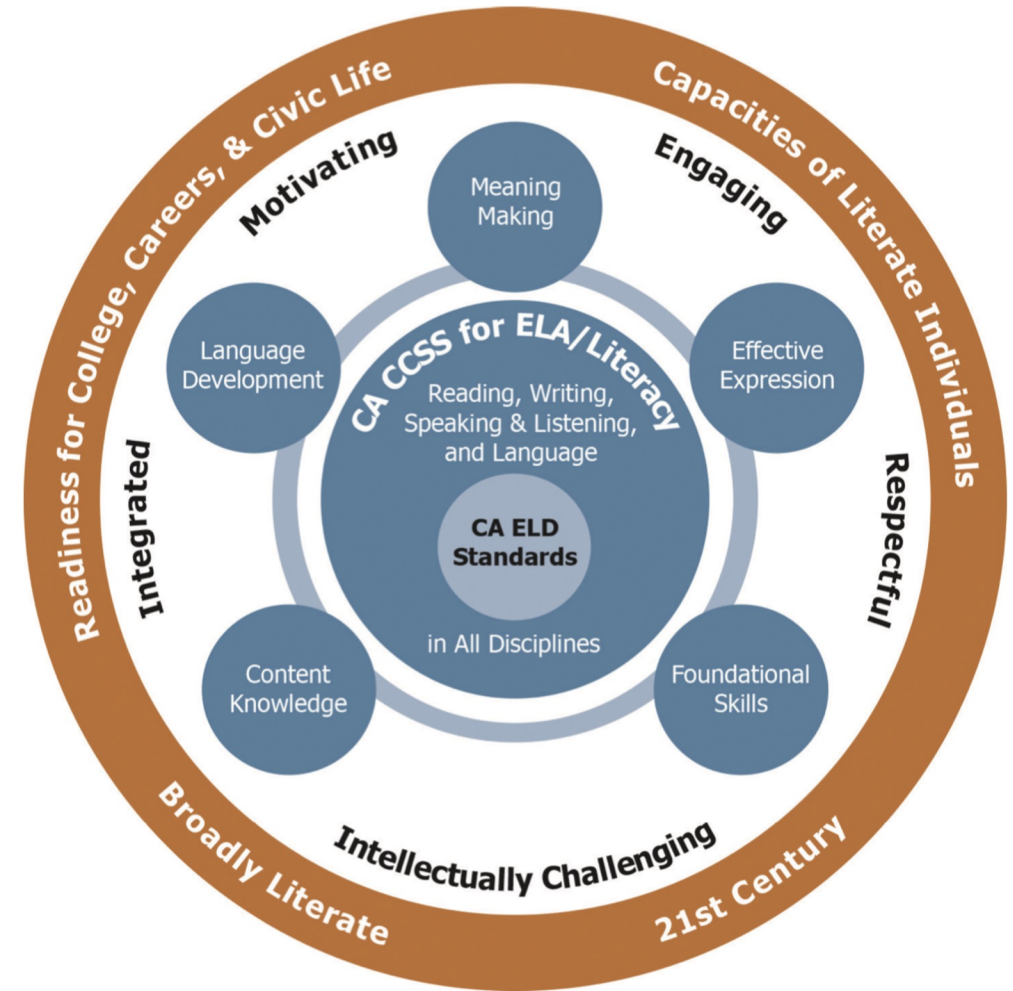 Readiness for College, Careers, & Civic Life
Capacities of Literate Individuals
Motivating
Engaging
Meaning
Making
Language
Development
Effective
Expression
CA CCSS for ELA/Literacy
Reading, Writing,
Speaking & Listening,
and Language
CA ELD
Standards
in All Disciplines
Integrated
Respectful
Content
Knowledge
Foundational
Skills
Intellectually Challenging
Broadly Literate
21st Century